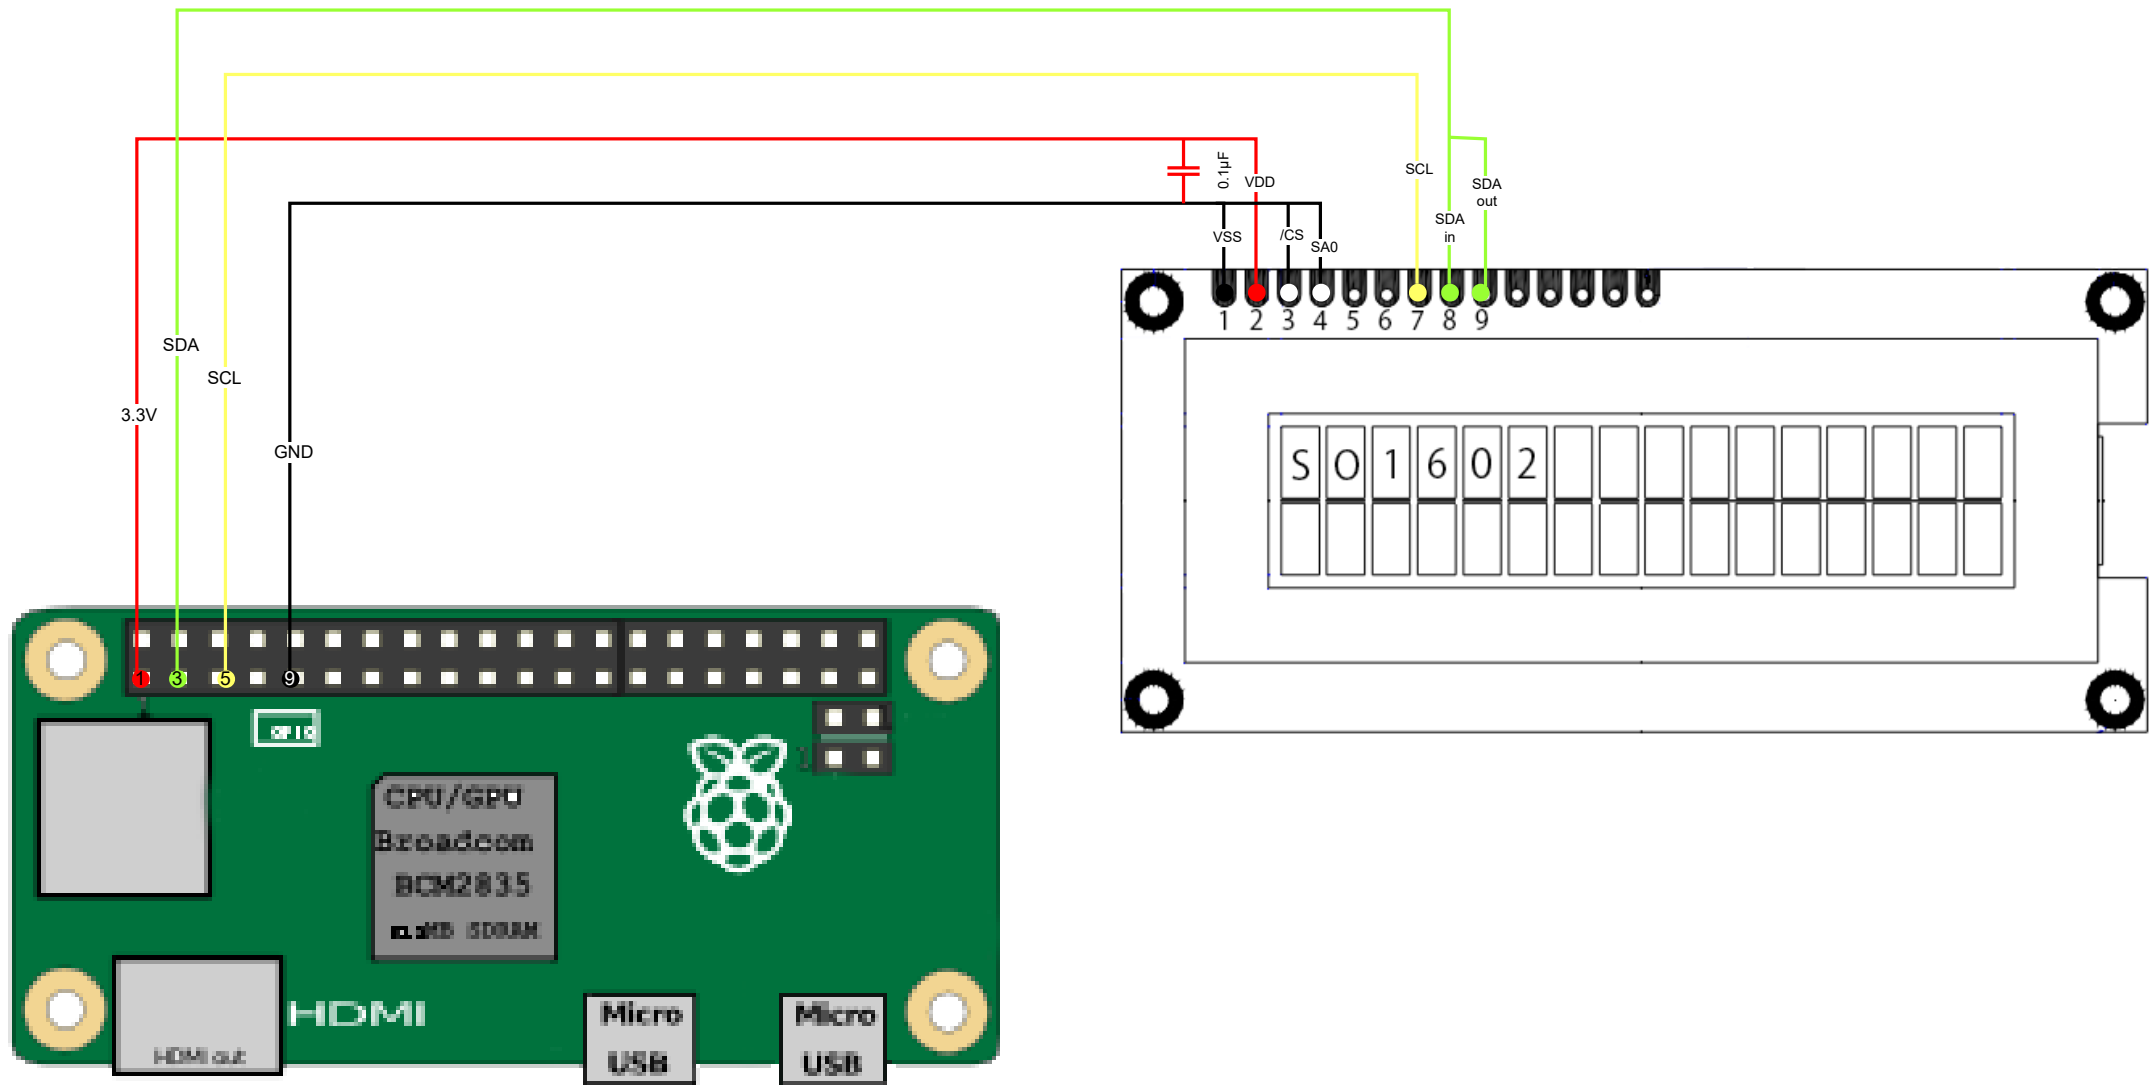 0.1µF
VDD
SCL
SDA
out
SDA
in
VSS
/CS
SA0
1 2 3 4 5 6 7 8 9
SDA
SCL
3.3V
GND
S O 1 6 0 2
1 3 5 9
GPIO
1
CPU/GPU
Broadcom
BCM2835
MB SDRAM
HDMI
HDMI out
Micro
USB
Micro
USB